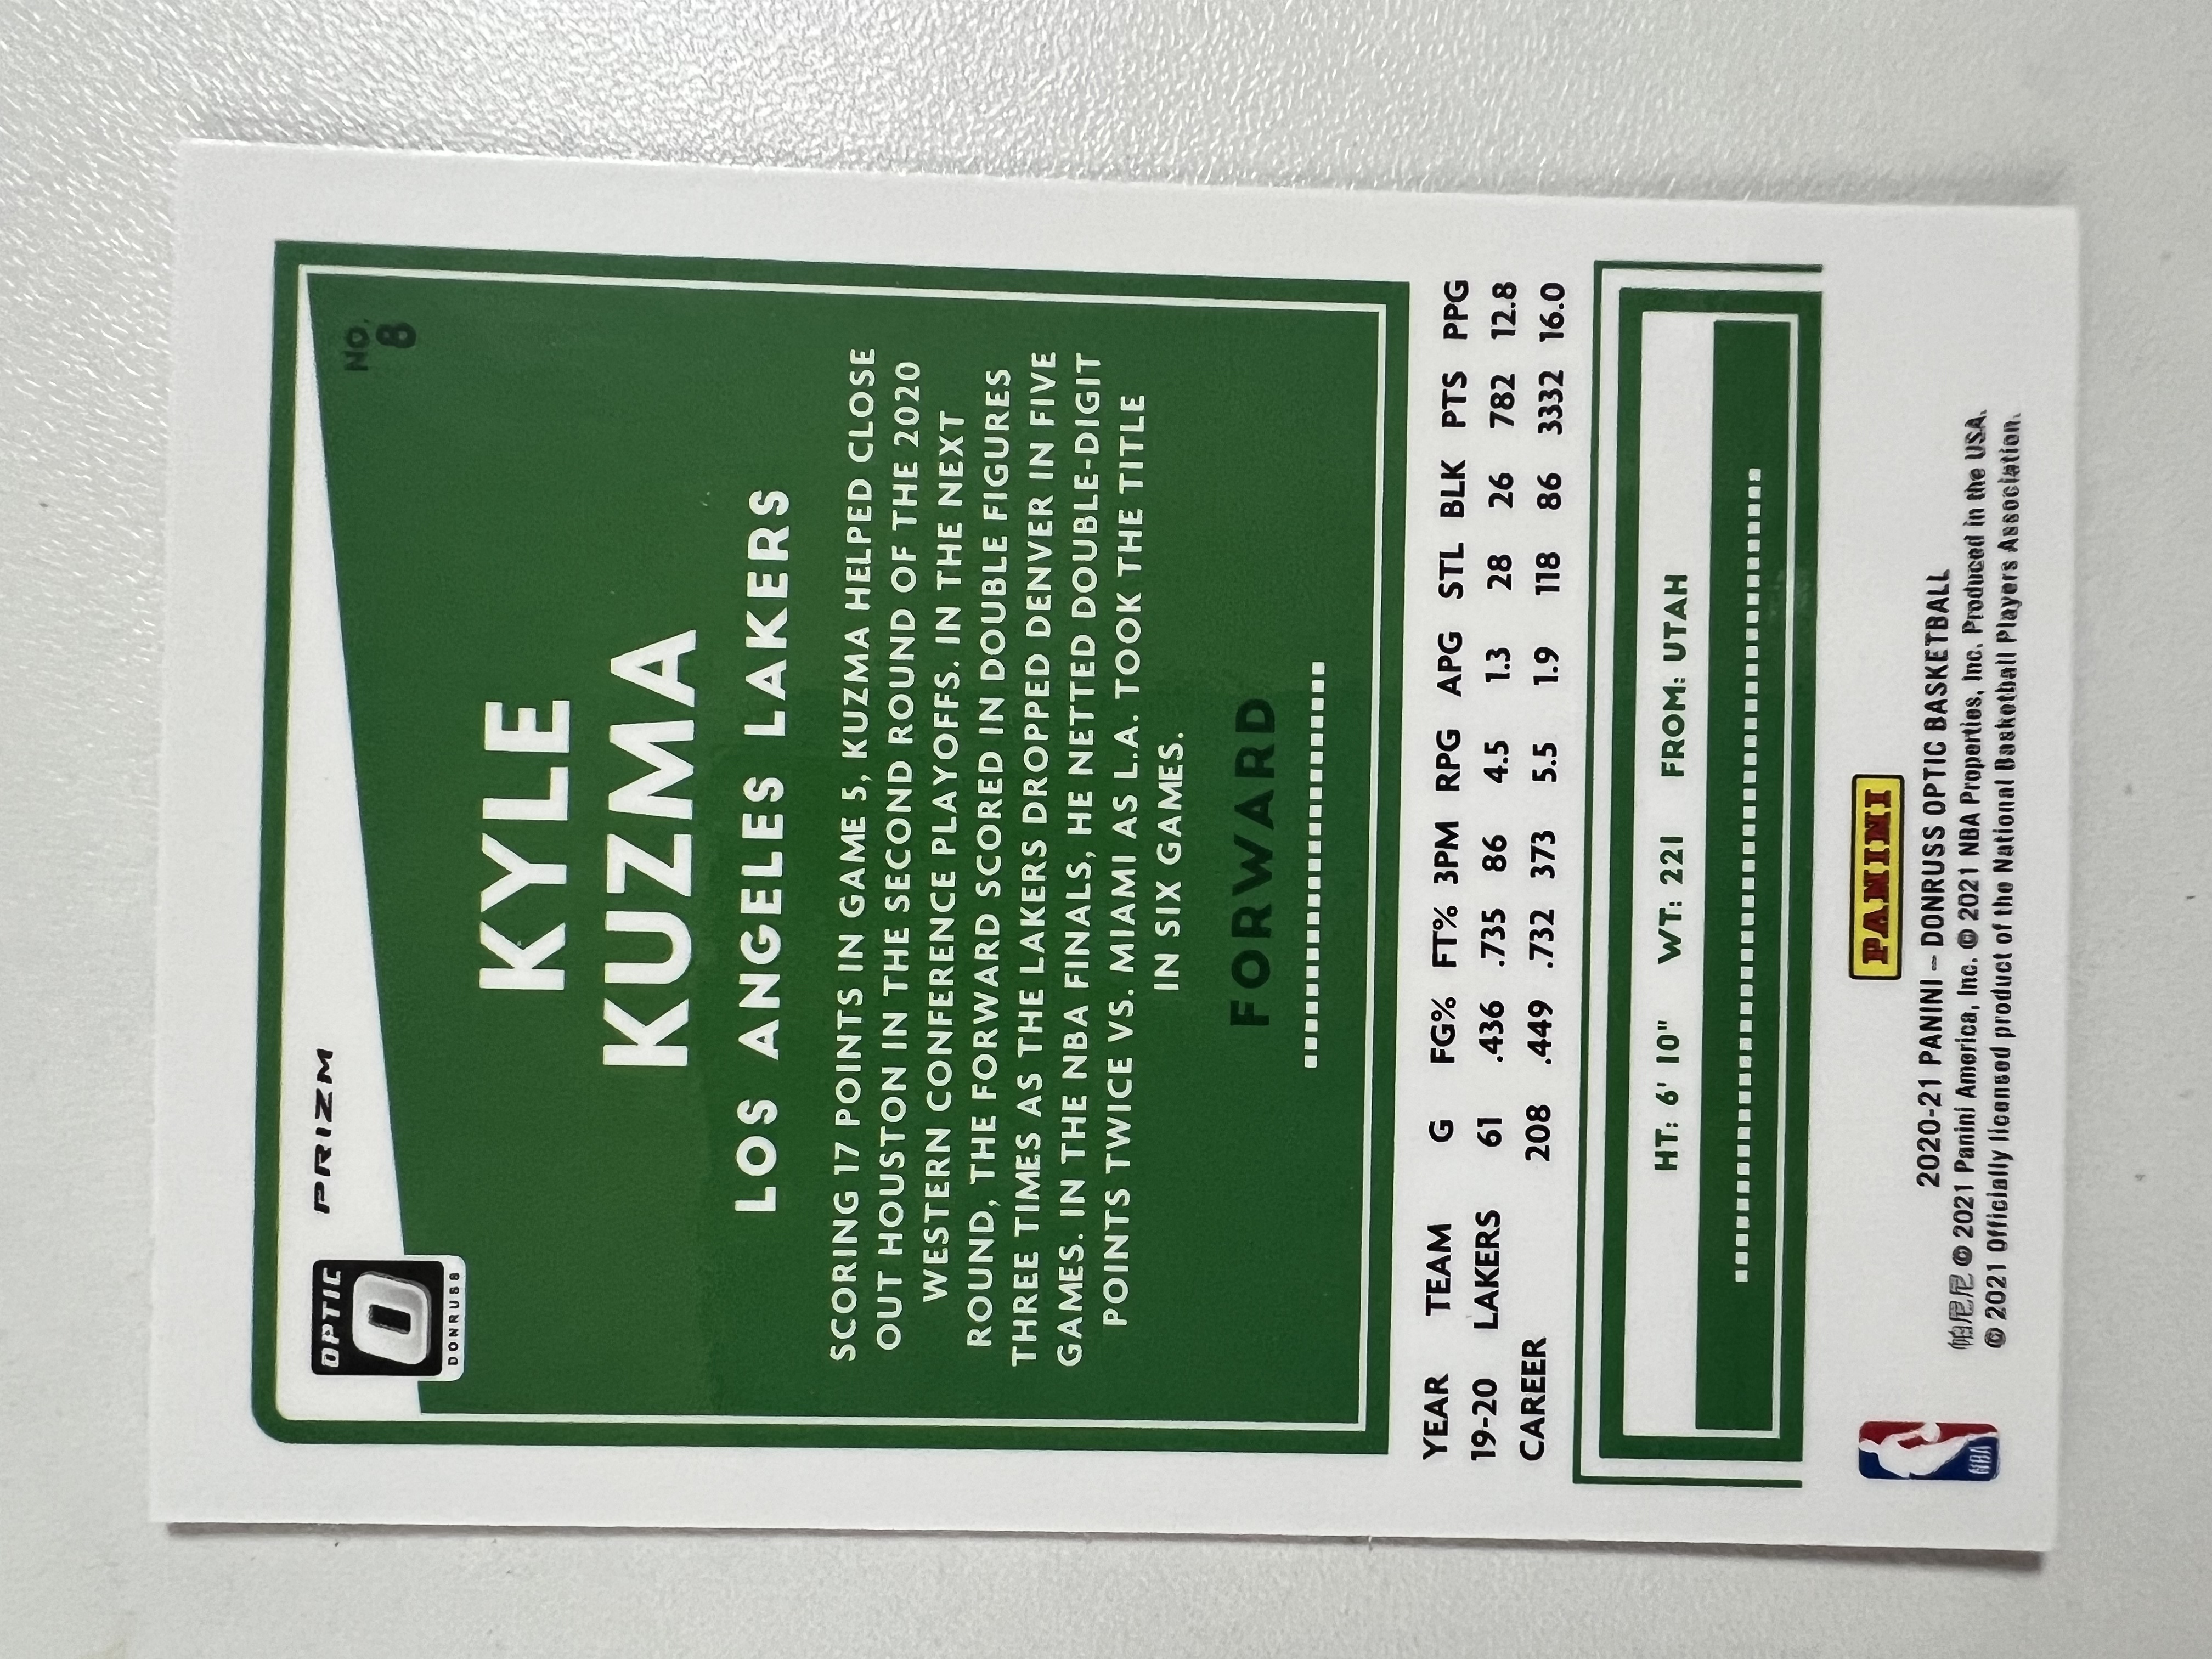 OPTIC
DONRUSS
PRIZM
NO.
8
KYLE
KUZMA
LOS ANGELES LAKERS
SCORING 17 POINTS IN GAME 5, KUZMA HELPED CLOSE
OUT HOUSTON IN THE SECOND ROUND OF THE 2020
WESTERN CONFERENCE PLAYOFFS. IN THE NEXT
ROUND, THE FORWARD SCORED IN DOUBLE FIGURES
THREE TIMES AS THE LAKERS DROPPED DENVER IN FIVE
GAMES. IN THE NBA FINALS, HE NETTED DOUBLE-DIGIT
POINTS TWICE VS. MIAMI AS L.A. TOOK THE TITLE
IN SIX GAMES.
FORWARD
YEAR TEAM G FG% FT% 3PM RPG APG STL BLK PTS PPG
19-20 LAKERS 61 .436 .735 86 4.5 1.3 28 26 782 12.8
CAREER 208 .449 .732 373 5.5 1.9 118 86 3332 16.0
HT: 6' 10" WT: 221 FROM: UTAH
PANINI
2020-21 PANINI – DONRUSS OPTIC BASKETBALL
帕尼尼 © 2021 Panini America, Inc. © 2021 NBA Properties, Inc. Produced in the USA.
© 2021 Officially licensed product of the National Basketball Players Association.
NBA